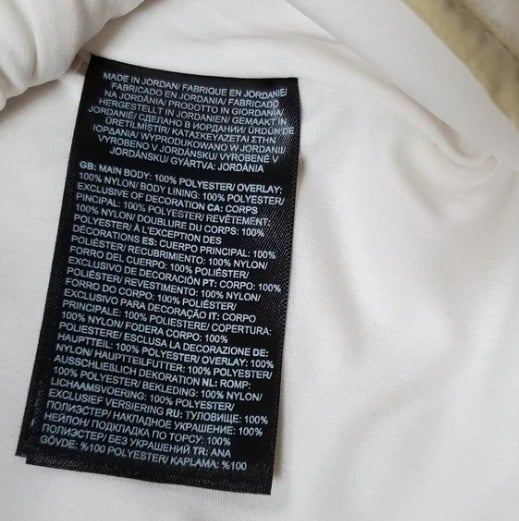 MADE IN JORDAN/ FABRIQUE EN JORDANIE/
FABRICADO EN JORDANIA/ FABRICADO
NA JORDÂNIA/ PRODOTTO IN GIORDANIA/
HERGESTELLT IN JORDANIEN/ GEMAAKT IN
JORDANIË/ СДЕЛАНО В ИОРДАНИИ/ ÜRDÜN'DE
ÜRETİLMİSTİR/ ΚΑΤΑΣΚΕΥΑΖΕΤΑΙ ΣΤΗΝ
ΙΟΡΔΑΝΙΑ/ WYPRODUKOWANO W JORDANII/
VYROBENO V JORDÁNSKU/ VYROBENÉ V
JORDÁNSKU/ GYÁRTVA: JORDÁNIA
GB: MAIN BODY: 100% POLYESTER/ OVERLAY:
100% NYLON/ BODY LINING: 100% POLYESTER/
EXCLUSIVE OF DECORATION CA: CORPS
PRINCIPAL: 100% POLYESTER/ REVÊTEMENT:
100% NYLON/ DOUBLURE DU CORPS: 100%
POLYESTER/ À L'EXCEPTION DES
DÉCORATIONS ES: CUERPO PRINCIPAL: 100%
POLIÉSTER/ RECUBRIMIENTO: 100% NYLON/
FORRO DEL CUERPO: 100% POLIÉSTER/
EXCLUSIVO DE DECORACIÓN PT: CORPO: 100%
POLIÉSTER/ REVESTIMENTO: 100% NYLON/
FORRO DO CORPO: 100% POLIÉSTER/
EXCLUSIVO PARA DECORAÇÃO IT: CORPO
PRINCIPALE: 100% POLIESTERE/ COPERTURA:
100% NYLON/ FODERA CORPO: 100%
POLIESTERE/ ESCLUSA LA DECORAZIONE DE:
HAUPTTEIL: 100% POLYESTER/ OVERLAY: 100%
NYLON/ HAUPTTEILFUTTER: 100% POLYESTER/
AUSSCHLIESSLICH DEKORATION NL: ROMP:
100% POLYESTER/ BEKLEDING: 100% NYLON/
LICHAAMSVOERING: 100% POLYESTER/
EXCLUSIEF VERSIERING RU: ТУЛОВИЩЕ: 100%
ПОЛИЭСТЕР/ НАКЛАДНОЕ УКРАШЕНИЕ: 100%
НЕЙЛОН/ ПОДКЛАДКА ПО ТОРСУ: 100%
ПОЛИЭСТЕР/ БЕЗ УКРАШЕНИЙ TR: ANA
GÖVDE: %100 POLYESTER/ KAPLAMA: %100